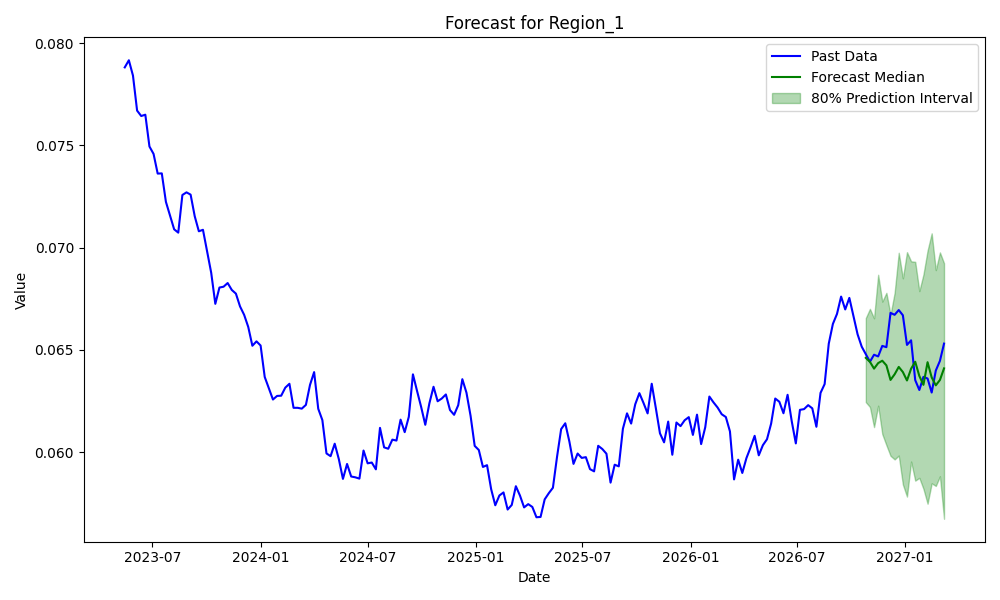 Forecast for Region_1
Past Data
Forecast Median
80% Prediction Interval
Value
0.080
0.075
0.070
0.065
0.060
2023-07
2024-01
2024-07
2025-01
2025-07
2026-01
2026-07
2027-01
Date